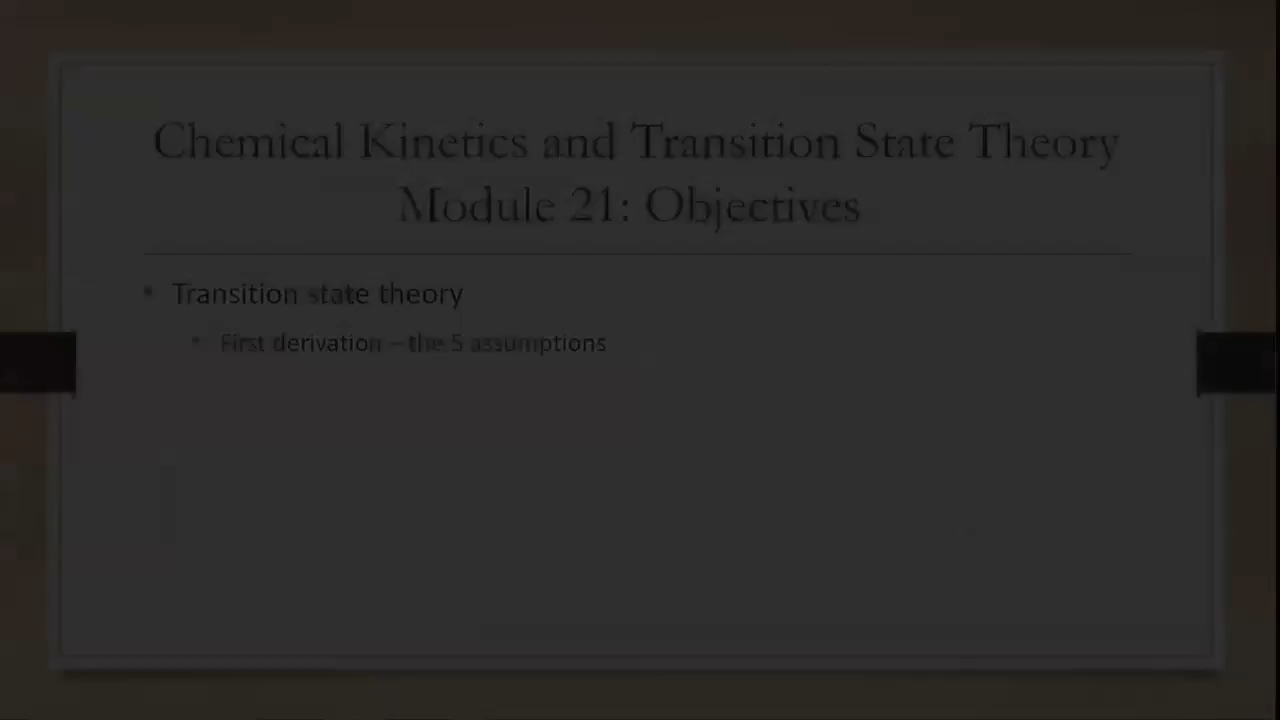 Chemical Kinetics and Transition State Theory
Module 21: Objectives
• Transition state theory
• First derivation – the 5 assumptions